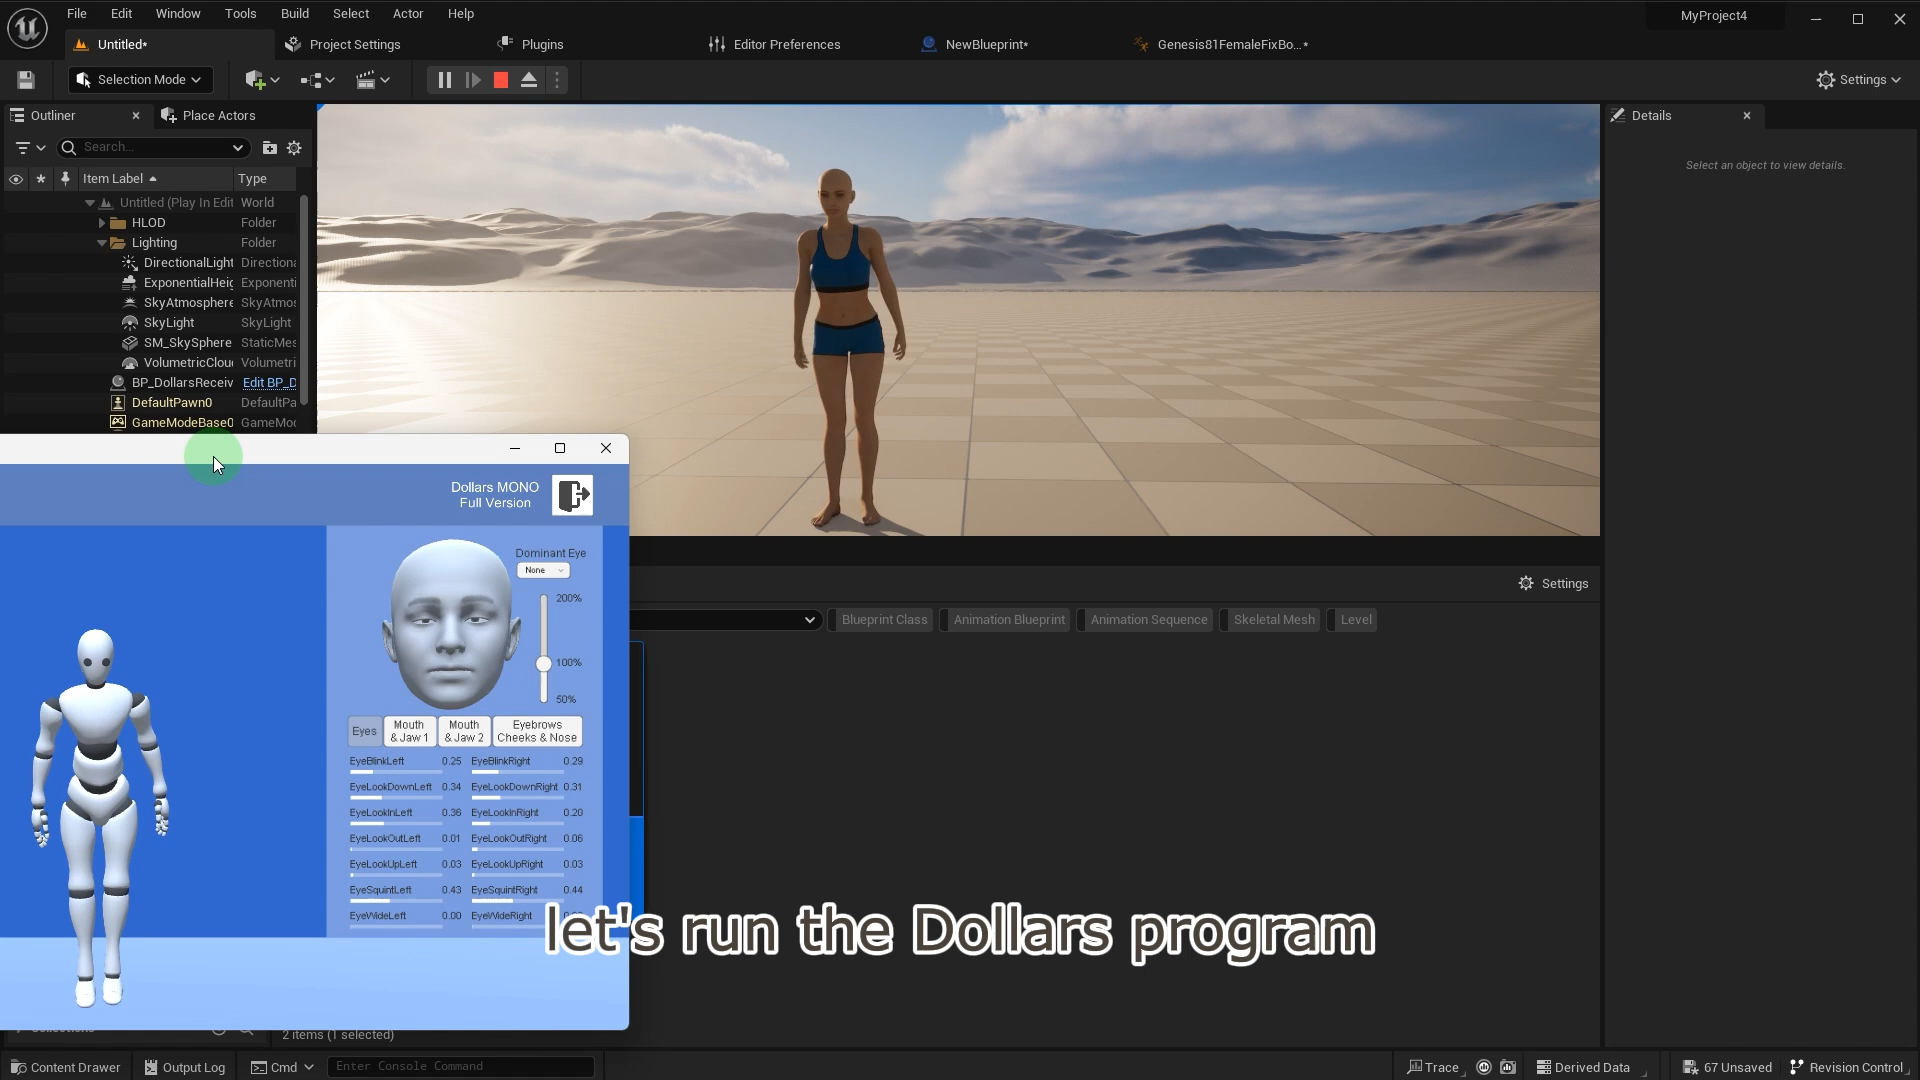 File Edit Window Tools Build Select Actor Help
MyProject4
Untitled*
Project Settings
Plugins
Editor Preferences
NewBlueprint*
Genesis81FemaleFixBo...*
Selection Mode
Settings
Outliner
Place Actors
Details
Search...
Select an object to view details.
Item Label
Type
Untitled (Play In Edit
World
HLOD
Folder
Lighting
Folder
DirectionalLight
Directiona
ExponentialHeig
Exponenti
SkyAtmosphere
SkyAtmos
SkyLight
SkyLight
SM_SkySphere
StaticMes
VolumetricClou
Volumetri
BP_DollarsReceiv
Edit BP_D
DefaultPawn0
DefaultPa
GameModeBase0
GameMod
Dollars MONO
Full Version
Dominant Eye
None
200%
100%
50%
Eyes
Mouth
& Jaw 1
Mouth
& Jaw 2
Eyebrows
Cheeks & Nose
EyeBlinkLeft 0.25 EyeBlinkRight 0.29
EyeLookDownLeft 0.34 EyeLookDownRight 0.31
EyeLookInLeft 0.36 EyeLookInRight 0.20
EyeLookOutLeft 0.01 EyeLookOutRight 0.06
EyeLookUpLeft 0.03 EyeLookUpRight 0.03
EyeSquintLeft 0.43 EyeSquintRight 0.44
EyeWideLeft 0.00 EyeWideRight
Settings
Blueprint Class
Animation Blueprint
Animation Sequence
Skeletal Mesh
Level
let's run the Dollars program
2 items (1 selected)
Content Drawer
Output Log
Cmd
Enter Console Command
Trace
Derived Data
67 Unsaved
Revision Control